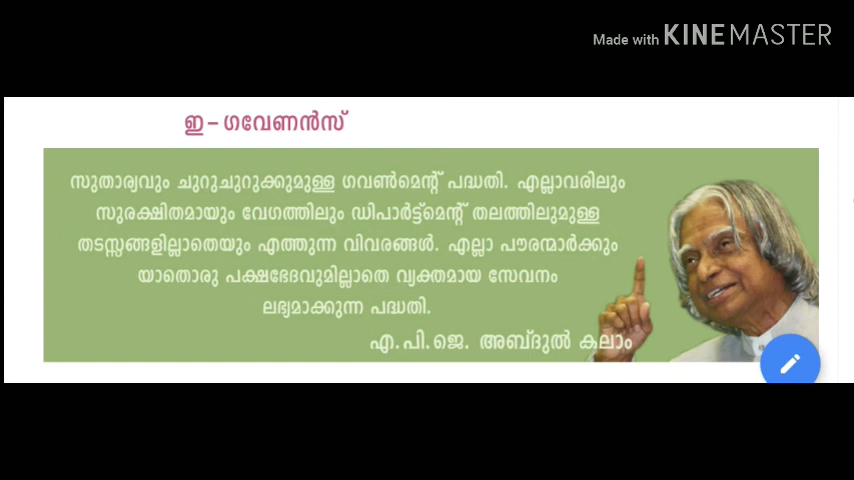 Made with KINEMASTER
ഇ – ഗവേണൻസ്
സുതാര്യവും ചുറുചുറുക്കുമുള്ള ഗവൺമെന്റ് പദ്ധതി. എല്ലാവരിലും
സുരക്ഷിതമായും വേഗത്തിലും ഡിപാർട്ട്മെന്റ് തലത്തിലുമുള്ള
തടസ്സങ്ങളില്ലാതെയും എത്തുന്ന വിവരങ്ങൾ. എല്ലാ പൗരന്മാർക്കും
യാതൊരു പക്ഷഭേദവുമില്ലാതെ വ്യക്തമായ സേവനം
ലഭ്യമാക്കുന്ന പദ്ധതി.
എ.പി.ജെ. അബ്ദുൽ കലാം